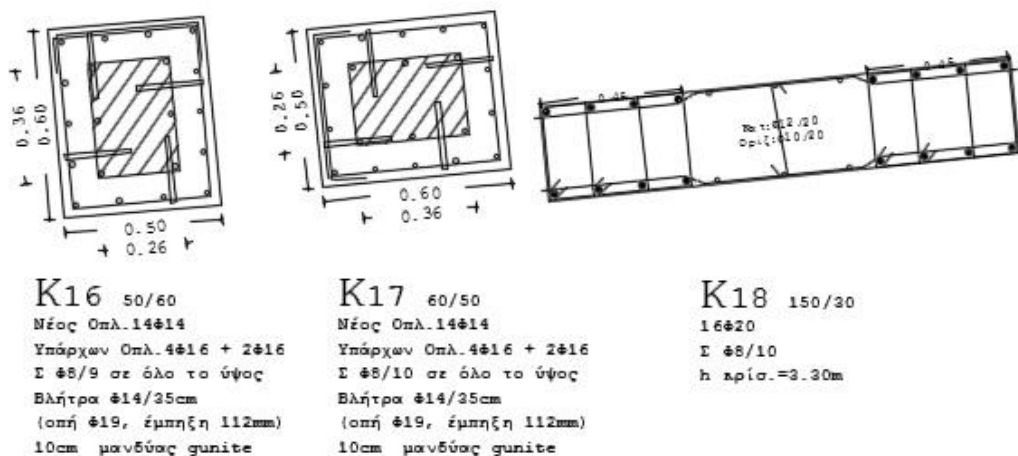 0.36
0.60
0.50
0.26
0.26
0.50
0.60
0.36
0.45
0.45
Κατ:Φ12/20
Οριζ:Φ10/20
K16 50/60
Νέος Οπλ.14Φ14
Υπάρχων Οπλ.4Φ16 + 2Φ16
Σ Φ8/9 σε όλο το ύψος
Βλήτρα Φ14/35cm
(οπή Φ19, έμπηξη 112mm)
10cm μανδύας gunite
K17 60/50
Νέος Οπλ.14Φ14
Υπάρχων Οπλ.4Φ16 + 2Φ16
Σ Φ8/10 σε όλο το ύψος
Βλήτρα Φ14/35cm
(οπή Φ19, έμπηξη 112mm)
10cm μανδύας gunite
K18 150/30
16Φ20
Σ Φ8/10
h κρίσ.=3.30m